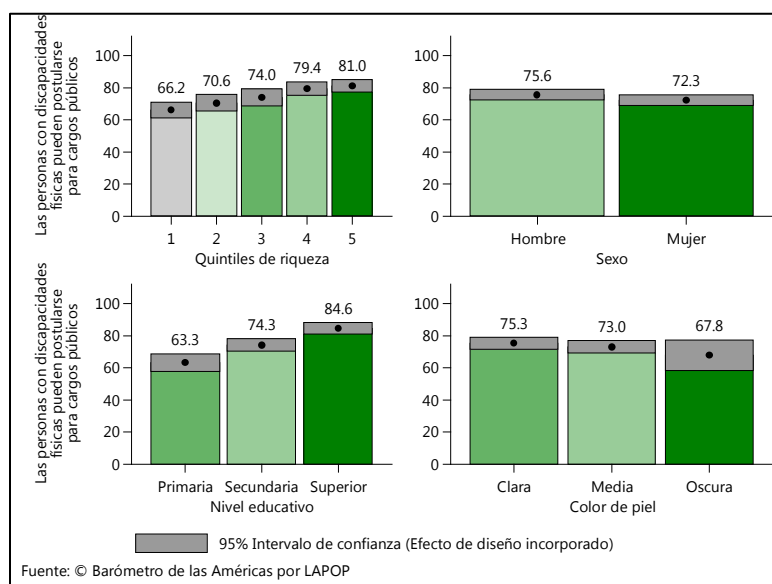 Las personas con discapacidades
físicas pueden postularse
para cargos públicos
100
80
60
40
20
0
66.2
70.6
74.0
79.4
81.0
1
2
3
4
5
Quintiles de riqueza
100
80
60
40
20
0
75.6
72.3
Hombre
Mujer
Sexo
Las personas con discapacidades
físicas pueden postularse
para cargos públicos
100
80
60
40
20
0
63.3
74.3
84.6
Primaria
Secundaria
Superior
Nivel educativo
100
80
60
40
20
0
75.3
73.0
67.8
Clara
Media
Oscura
Color de piel
95% Intervalo de confianza (Efecto de diseño incorporado)
Fuente: © Barómetro de las Américas por LAPOP